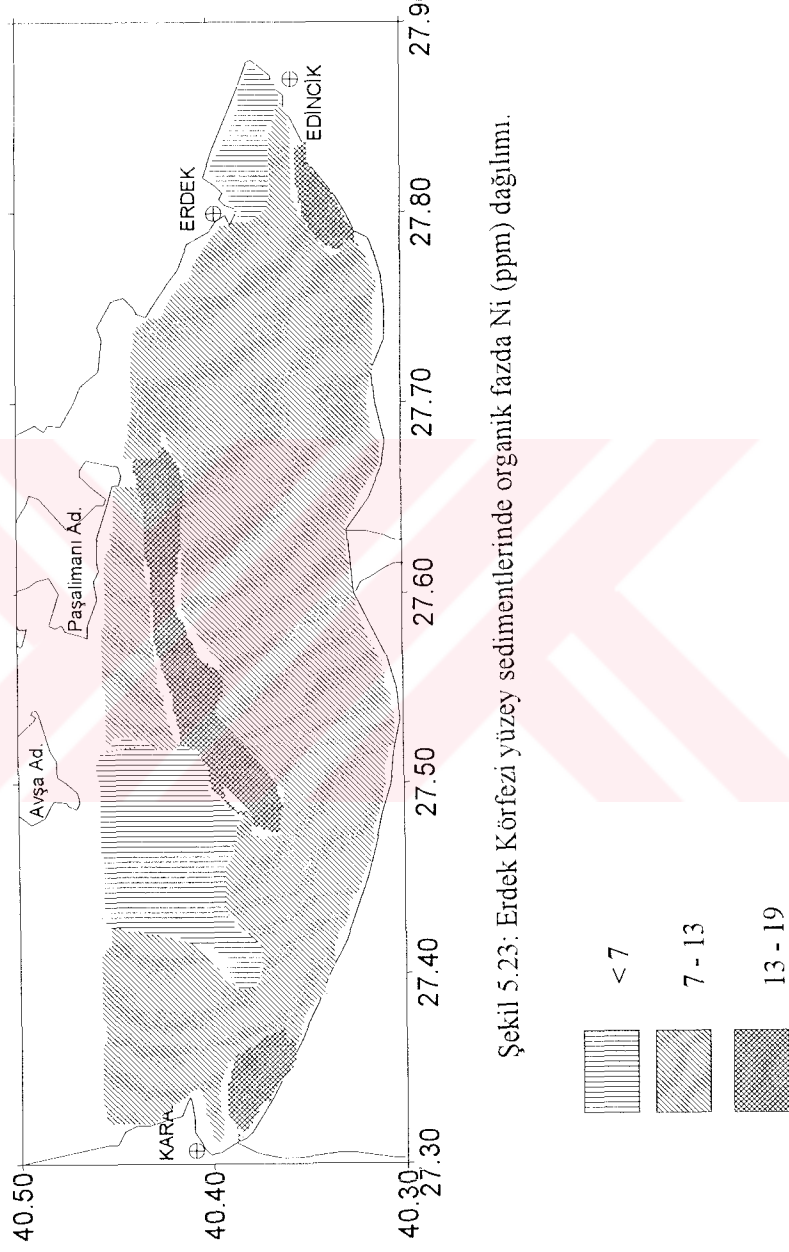 40.50
40.40
40.30
27.30
27.40
27.50
27.60
27.70
27.80
27.9
Avşa Ad.
Paşalimanı Ad.
ERDEK
EDİNCİK
KARA
Şekil 5.23: Erdek Körfezi yüzey sedimentlerinde organik fazda Ni (ppm) dağılımı.
< 7
7 - 13
13 - 19